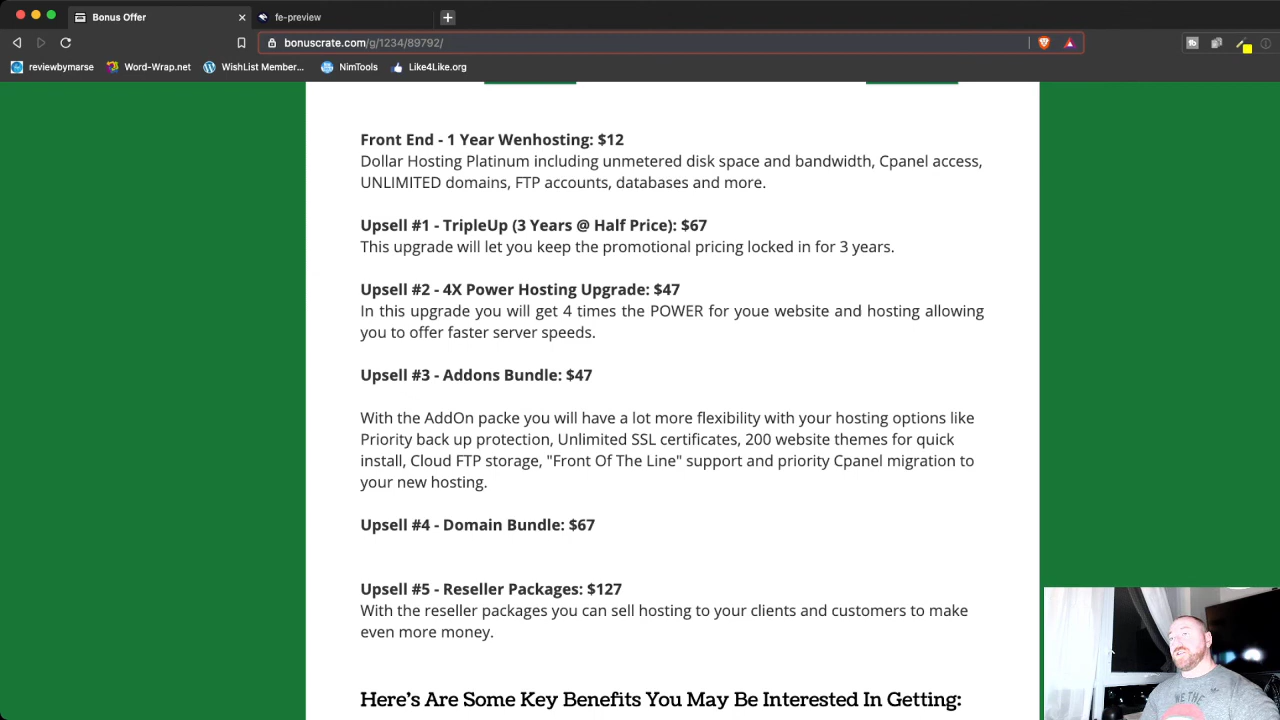 Bonus Offer
fe-preview
bonuscrate.com/g/1234/89792/
reviewbymarse
Word-Wrap.net
WishList Member...
NimTools
Like4Like.org
Front End - 1 Year Wenhosting: $12
Dollar Hosting Platinum including unmetered disk space and bandwidth, Cpanel access,
UNLIMITED domains, FTP accounts, databases and more.
Upsell #1 - TripleUp (3 Years @ Half Price): $67
This upgrade will let you keep the promotional pricing locked in for 3 years.
Upsell #2 - 4X Power Hosting Upgrade: $47
In this upgrade you will get 4 times the POWER for youe website and hosting allowing
you to offer faster server speeds.
Upsell #3 - Addons Bundle: $47
With the AddOn packe you will have a lot more flexibility with your hosting options like
Priority back up protection, Unlimited SSL certificates, 200 website themes for quick
install, Cloud FTP storage, "Front Of The Line" support and priority Cpanel migration to
your new hosting.
Upsell #4 - Domain Bundle: $67
Upsell #5 - Reseller Packages: $127
With the reseller packages you can sell hosting to your clients and customers to make
even more money.
Here's Are Some Key Benefits You May Be Interested In Getting: